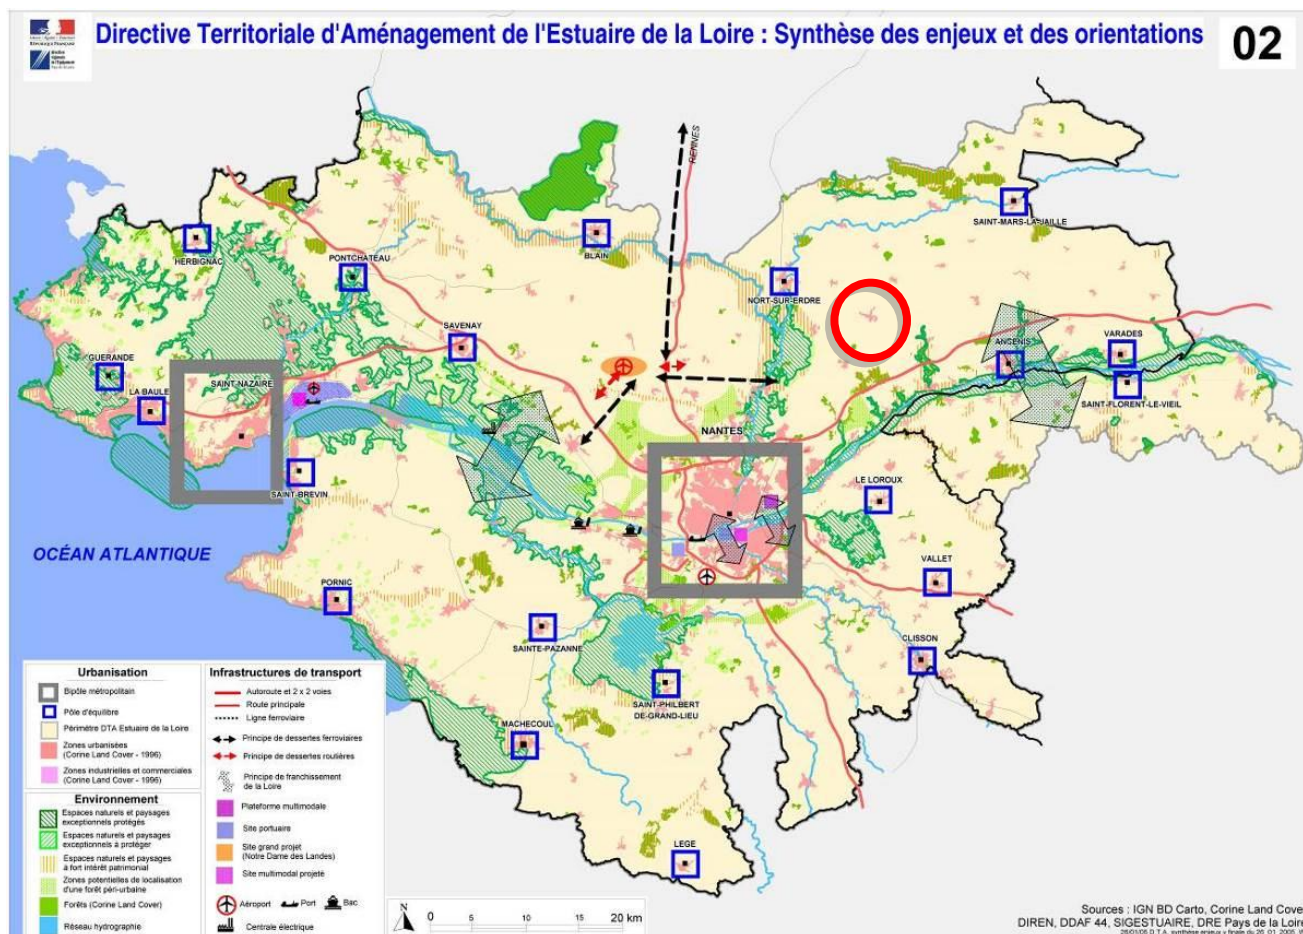 Directive Territoriale d'Aménagement de l'Estuaire de la Loire : Synthèse des enjeux et des orientations
02
RENNES
SAINT-MARS-LA-JAILLE
HERBIGNAC
PONTCHATEAU
BLAIN
NORT-SUR-ERDRE
SAVENAY
ANCENIS
VARADES
GUERANDE
SAINT-NAZAIRE
LA BAULE
SAINT-FLORENT-LE-VIEIL
NANTES
SAINT-BREVIN
LE LOROUX
OCÉAN ATLANTIQUE
VALLET
PORNIC
SAINTE-PAZANNE
CLISSON
SAINT-PHILBERT
DE-GRAND-LIEU
MACHECOUL
LEGE
Urbanisation
Bipôle métropolitain
Pôle d'équilibre
Périmètre DTA Estuaire de la Loire
Zones urbanisées
(Corine Land Cover - 1996)
Zones industrielles et commerciales
(Corine Land Cover - 1996)
Environnement
Espaces naturels et paysages
exceptionnels protégés
Espaces naturels et paysages
exceptionnels à protéger
Espaces naturels et paysages
à fort intérêt patrimonial
Zones potentielles de localisation
d'une forêt péri-urbaine
Forêts (Corine Land Cover)
Réseau hydrographie
Infrastructures de transport
Autoroute et 2 x 2 voies
Route principale
Ligne ferroviaire
Principe de dessertes ferroviaires
Principe de dessertes routières
Principe de franchissement
de la Loire
Plateforme multimodale
Site portuaire
Site grand projet
(Notre Dame des Landes)
Site multimodal projeté
Aéroport Port Bac
Centrale électrique
N
0 5 10 15 20 km
Sources : IGN BD Carto, Corine Land Cove
DIREN, DDAF 44, SIGESTUAIRE, DRE Pays de la Loire